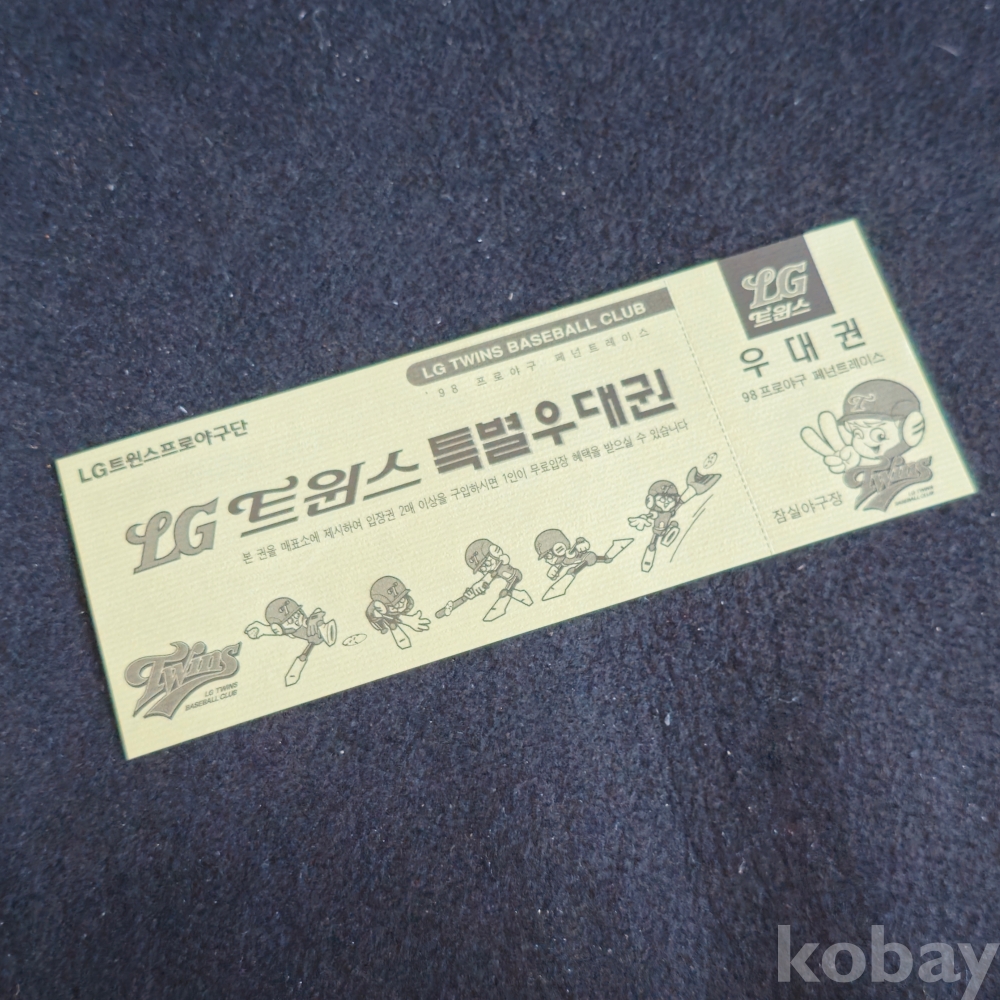 LG TWINS BASEBALL CLUB
'98 프로야구 페넌트레이스
LG트윈스프로야구단
LG 트윈스 특별우대권
본 권을 매표소에 제시하여 입장권 2매 이상을 구입하시면 1인이 무료입장 혜택을 받으실 수 있습니다
T
T
T
T
T
Twins
LG TWINS
BASEBALL CLUB
LG
트윈스
우대권
98 프로야구 페넌트레이스
T
잠실야구장
Twins
LG TWINS
BASEBALL CLUB
kobay